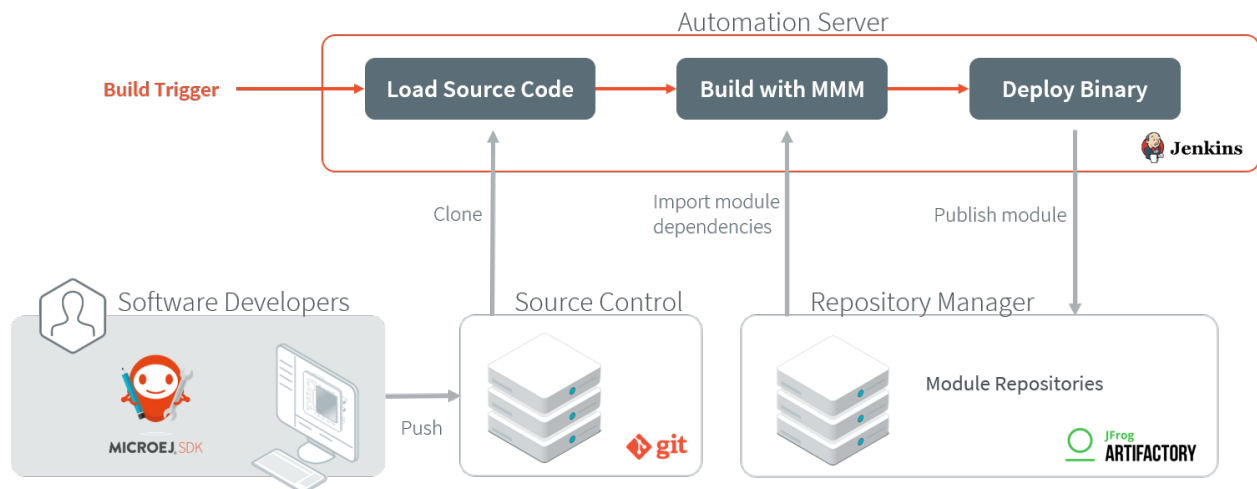 Automation Server
Build Trigger
Load Source Code
Build with MMM
Deploy Binary
Jenkins
Clone
Import module
dependencies
Publish module
Software Developers
Source Control
Repository Manager
MICROEJ. SDK
Push
git
Module Repositories
JFrog
ARTIFACTORY